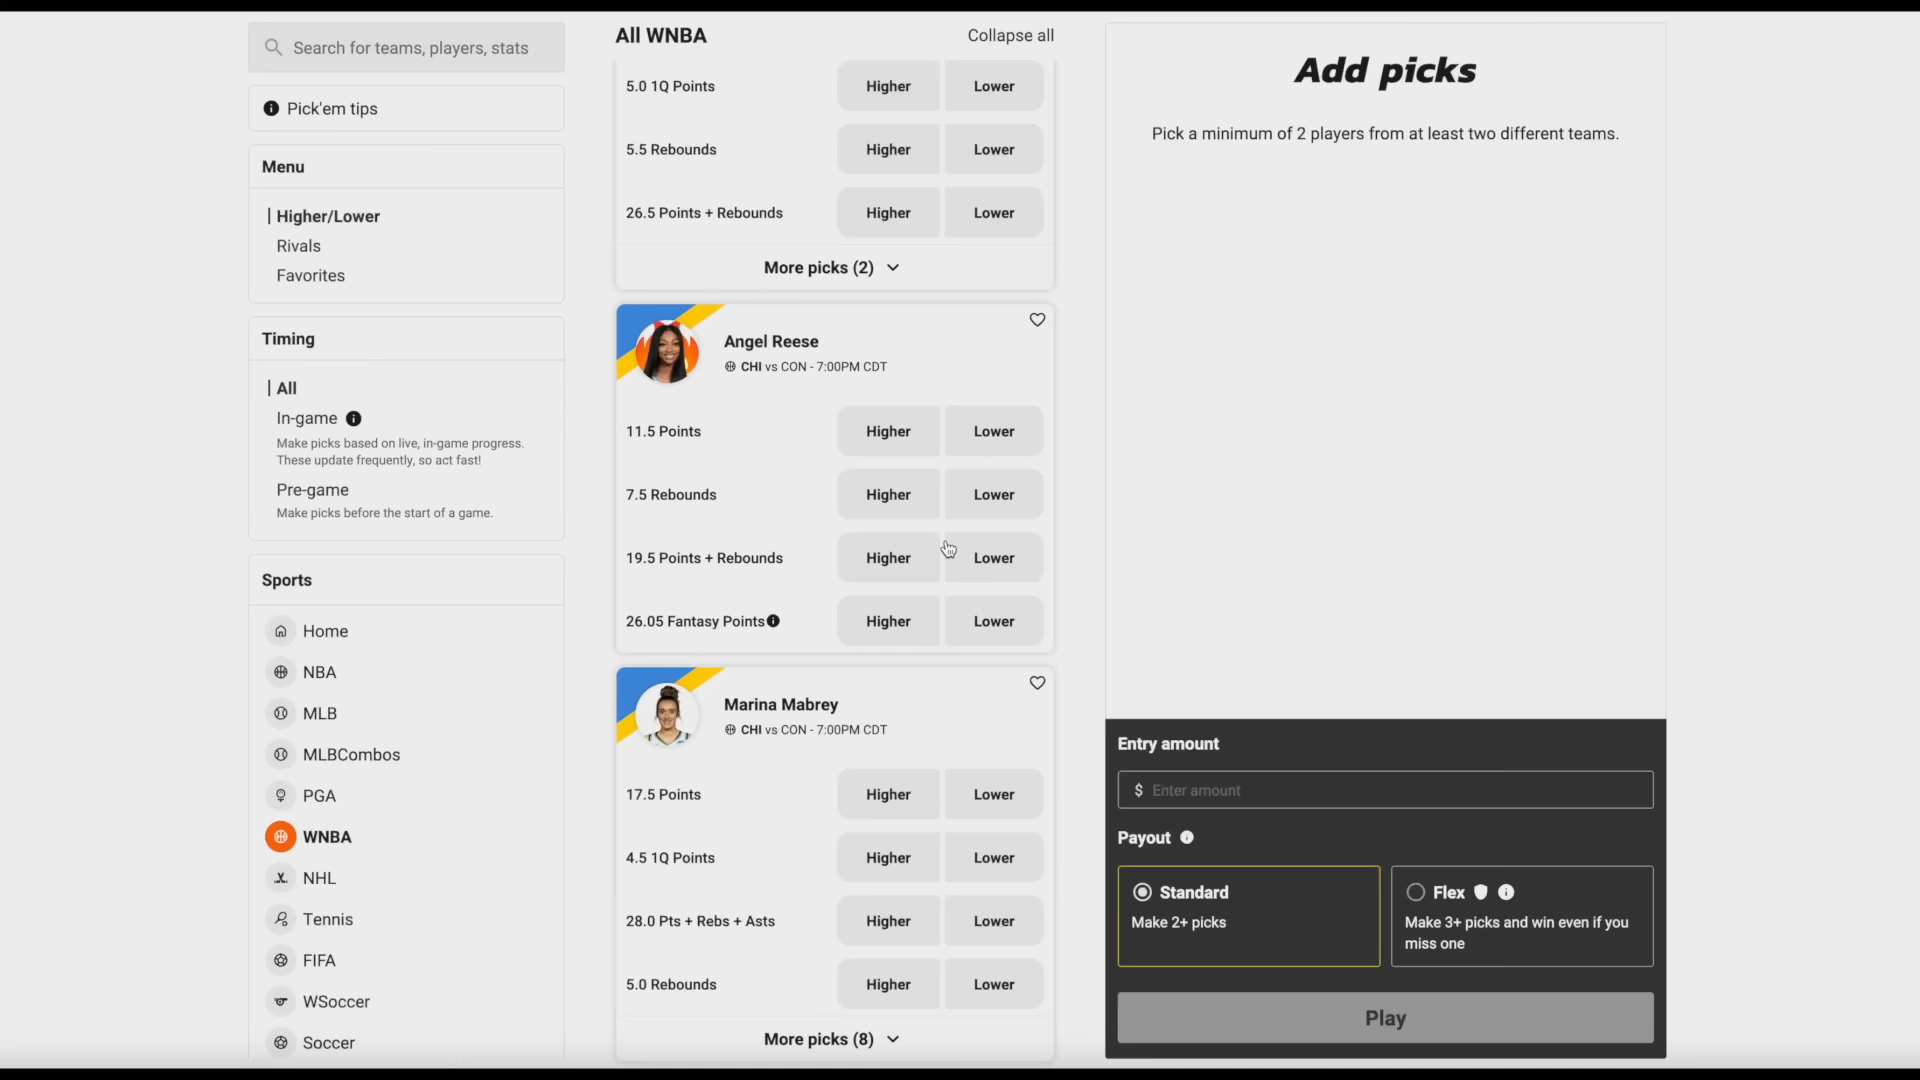 Search for teams, players, stats
Pick'em tips
Menu
Higher/Lower
Rivals
Favorites
Timing
All
In-game
Make picks based on live, in-game progress.
These update frequently, so act fast!
Pre-game
Make picks before the start of a game.
Sports
Home
NBA
MLB
MLBCombos
PGA
WNBA
NHL
Tennis
FIFA
WSoccer
Soccer
All WNBA
Collapse all
5.0 1Q Points Higher Lower
5.5 Rebounds Higher Lower
26.5 Points + Rebounds Higher Lower
More picks (2)
Angel Reese
CHI vs CON - 7:00PM CDT
11.5 Points Higher Lower
7.5 Rebounds Higher Lower
19.5 Points + Rebounds Higher Lower
26.05 Fantasy Points Higher Lower
Marina Mabrey
CHI vs CON - 7:00PM CDT
17.5 Points Higher Lower
4.5 1Q Points Higher Lower
28.0 Pts + Rebs + Asts Higher Lower
5.0 Rebounds Higher Lower
More picks (8)
Add picks
Pick a minimum of 2 players from at least two different teams.
Entry amount
$ Enter amount
Payout
Standard
Make 2+ picks
Flex
Make 3+ picks and win even if you
miss one
Play